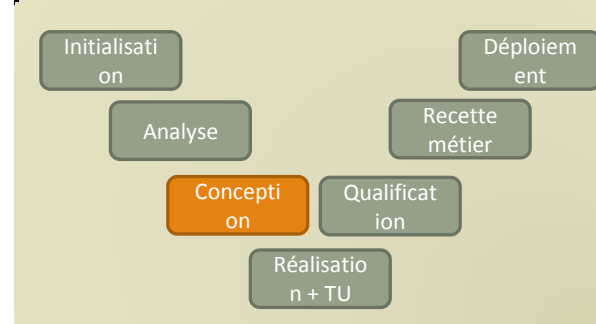 Initialisati
on
Déploiem
ent
Analyse
Recette
métier
Concepti
on
Qualificat
ion
Réalisatio
n + TU